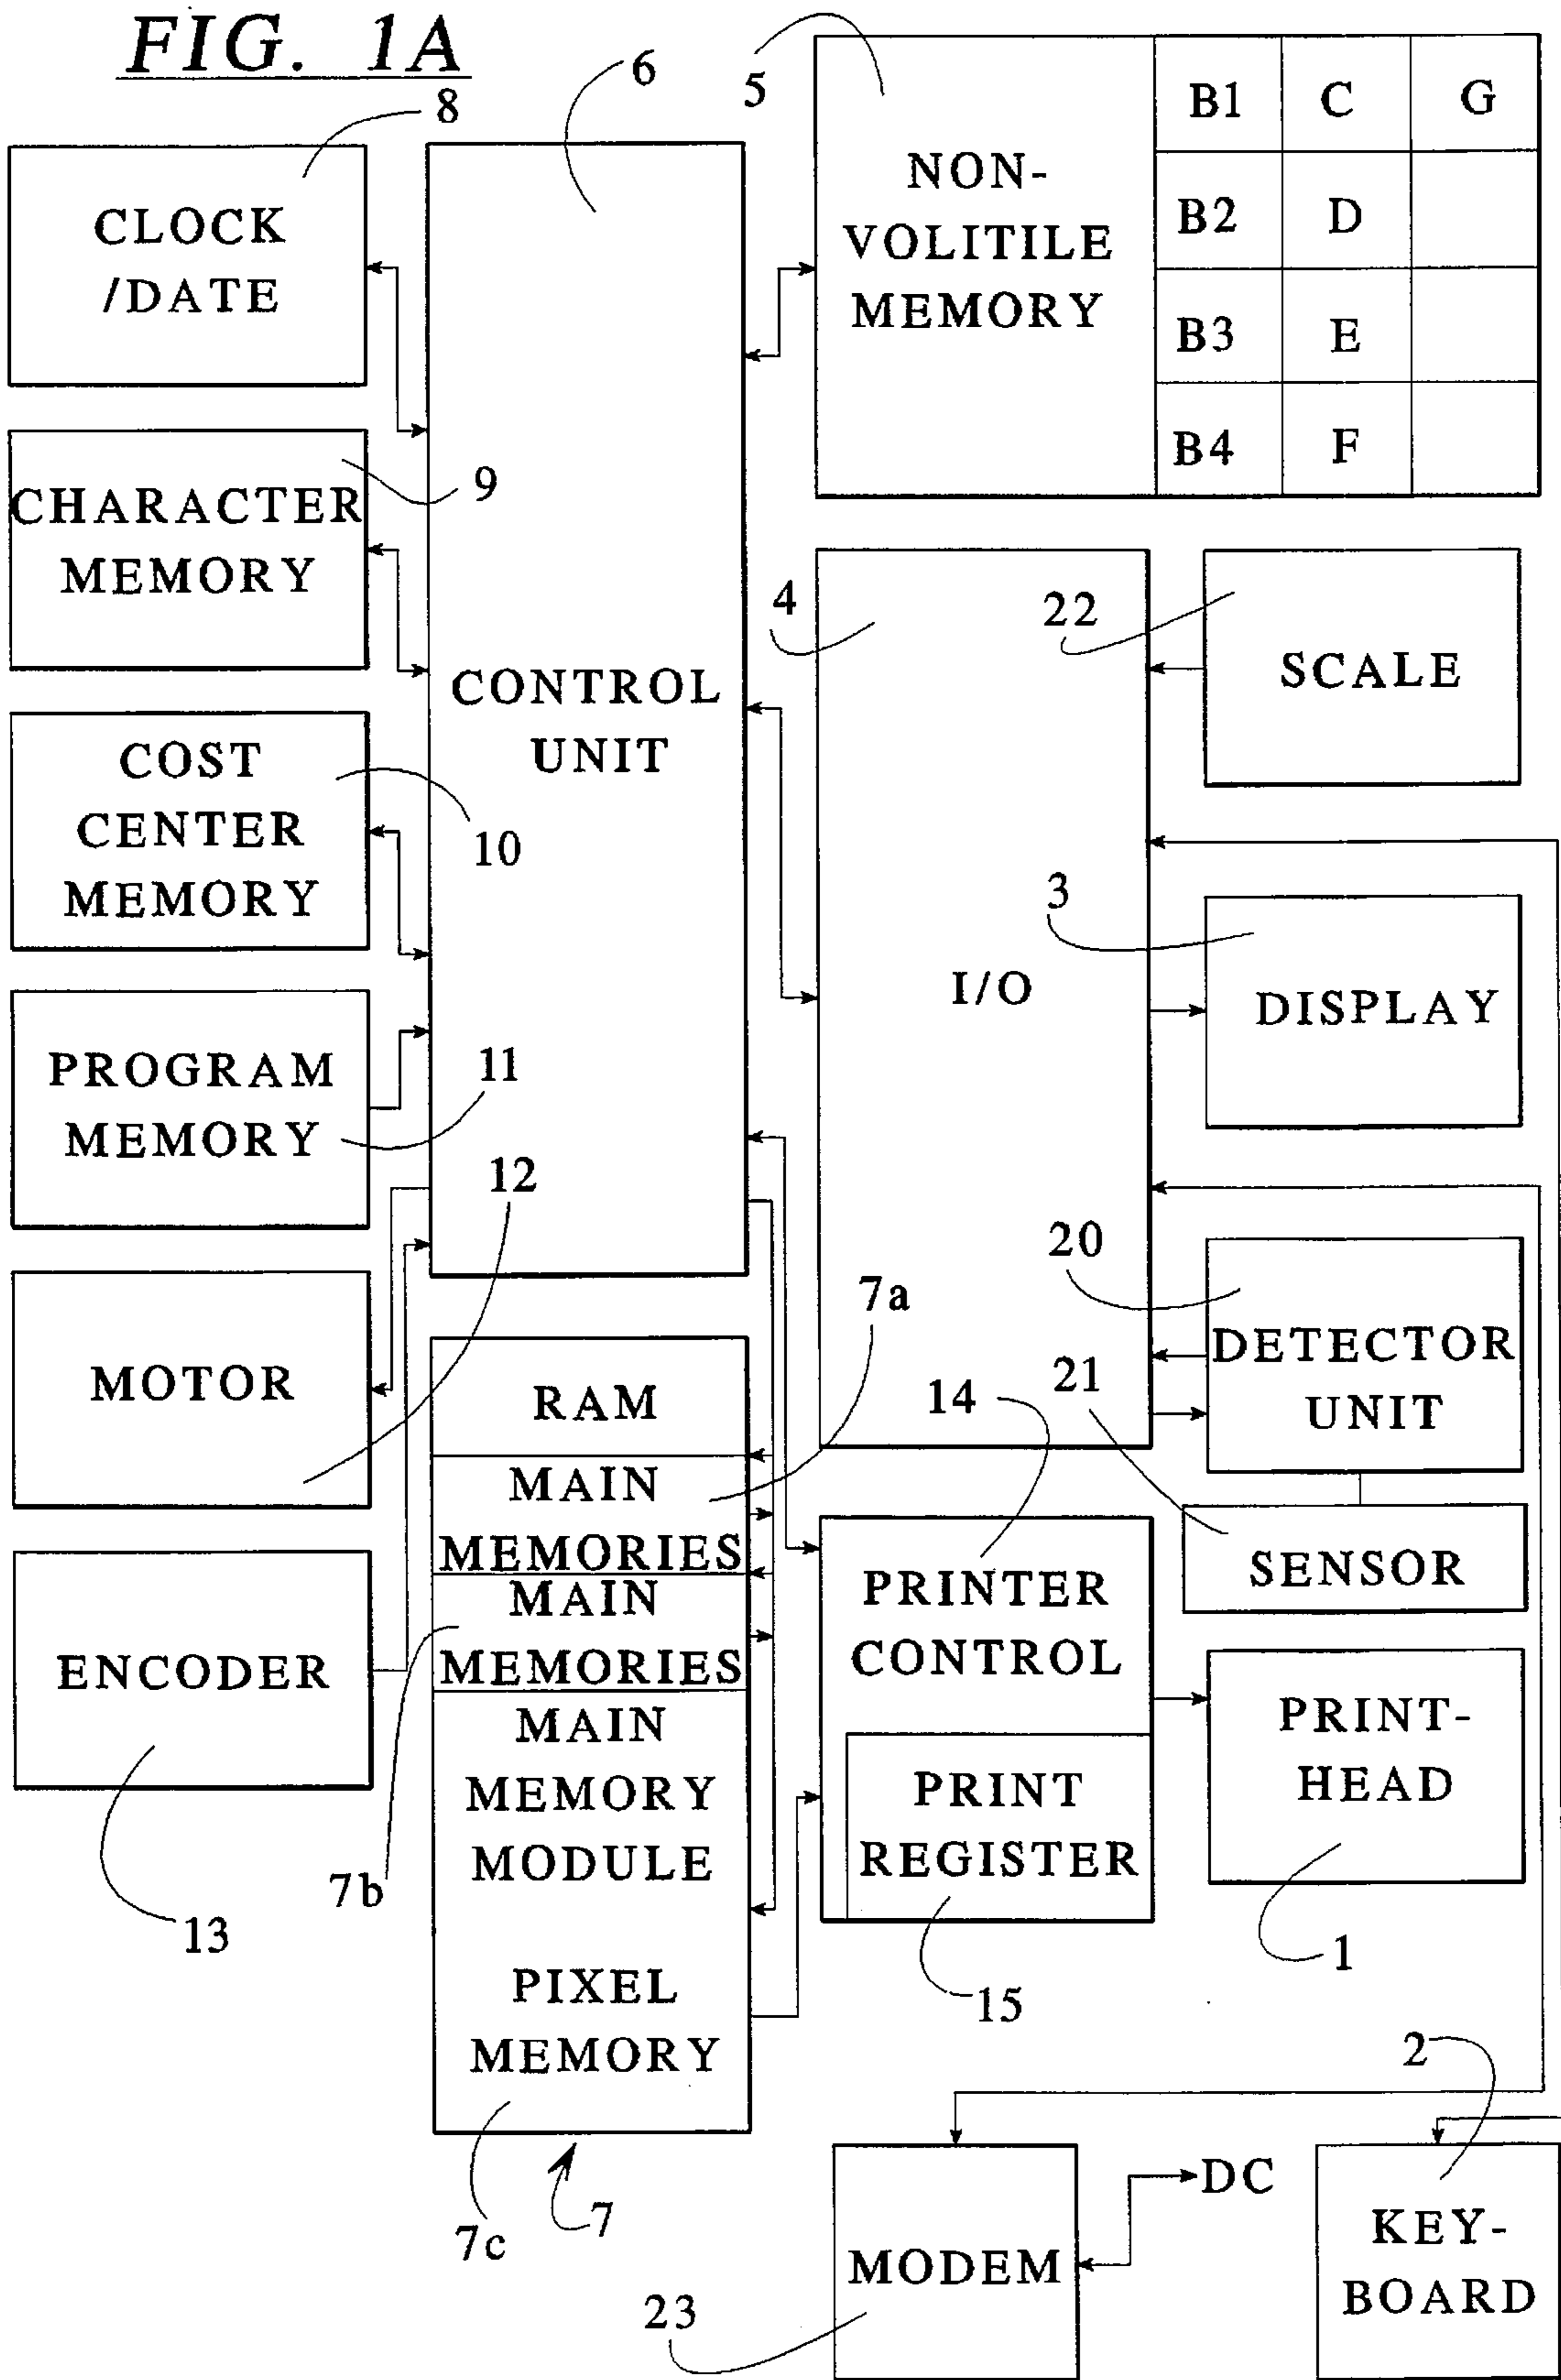 FIG. 1A
8
6
5
CLOCK
/DATE
NON-
VOLITILE
MEMORY
B1 C G
B2 D
B3 E
B4 F
CHARACTER
MEMORY
9
CONTROL
UNIT
4
22
SCALE
COST
CENTER
MEMORY
10
3
I/O
DISPLAY
PROGRAM
MEMORY
11
12
20
DETECTOR
UNIT
MOTOR
RAM
7a
14
21
SENSOR
MAIN
MEMORIES
MAIN
MEMORIES
7b
ENCODER
13
MAIN
MEMORY
MODULE
PIXEL
MEMORY
7c
7
PRINTER
CONTROL
PRINT
REGISTER
15
PRINT-
HEAD
1
2
MODEM
DC
23
KEY-
BOARD